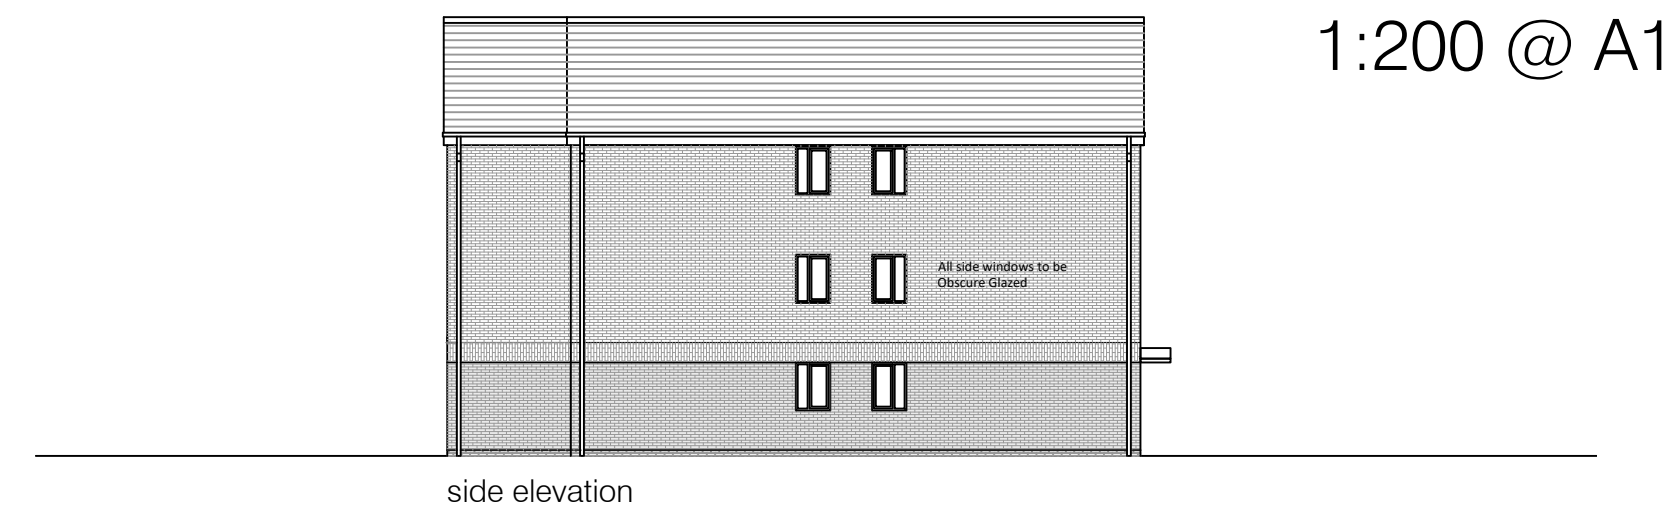 1:200 @ A1
All side windows to be
Obscure Glazed
side elevation